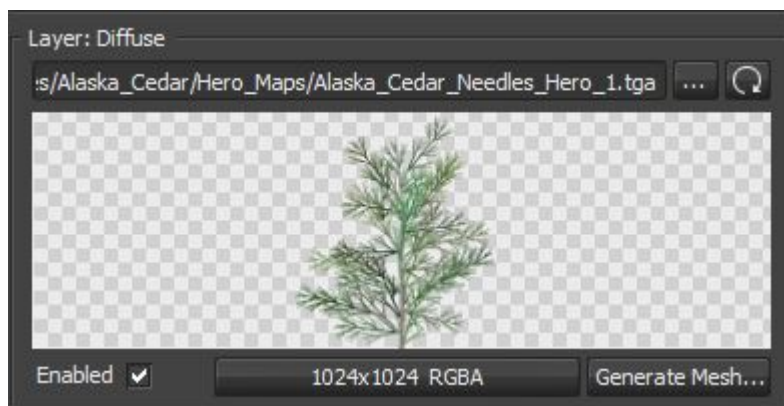 Layer: Diffuse
:s/Alaska_Cedar/Hero_Maps/Alaska_Cedar_Needles_Hero_1.tga ...
Enabled 1024x1024 RGBA Generate Mesh...